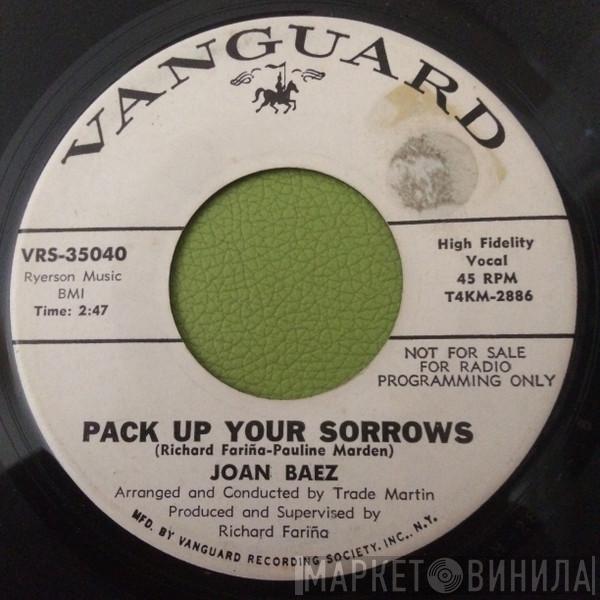 VANGUARD
VRS-35040
Ryerson Music
BMI
Time: 2:47
High Fidelity
Vocal
45 RPM
T4KM-2886
NOT FOR SALE
FOR RADIO
PROGRAMMING ONLY
PACK UP YOUR SORROWS
(Richard Fariña-Pauline Marden)
JOAN BAEZ
Arranged and Conducted by Trade Martin
Produced and Supervised by
Richard Fariña
MFD. BY VANGUARD RECORDING SOCIETY, INC., N.Y.
МАРКЕТ ВИНИЛА